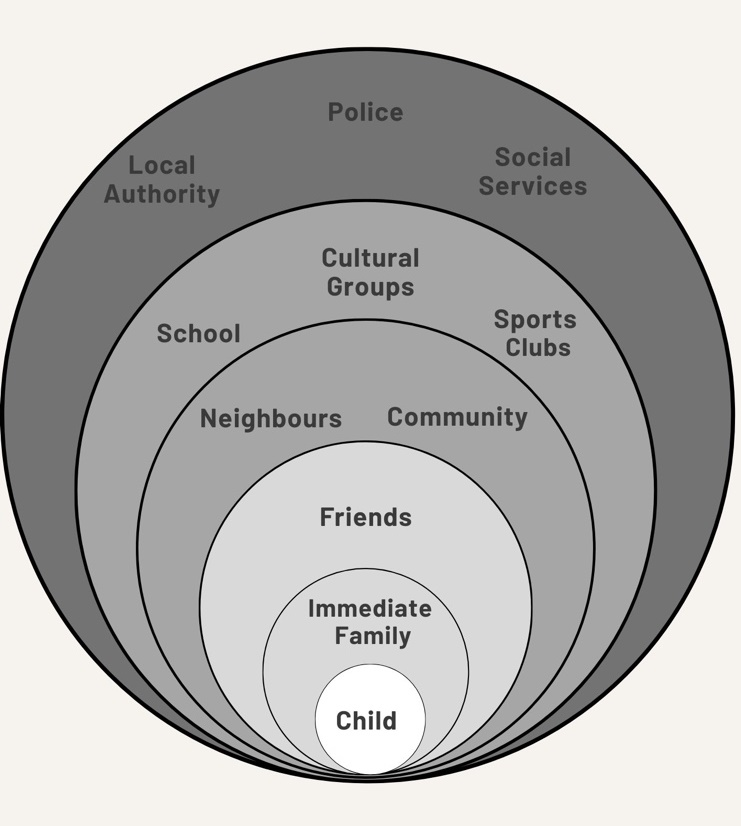 Police
Local
Authority
Social
Services
Cultural
Groups
School
Sports
Clubs
Neighbours
Community
Friends
Immediate
Family
Child